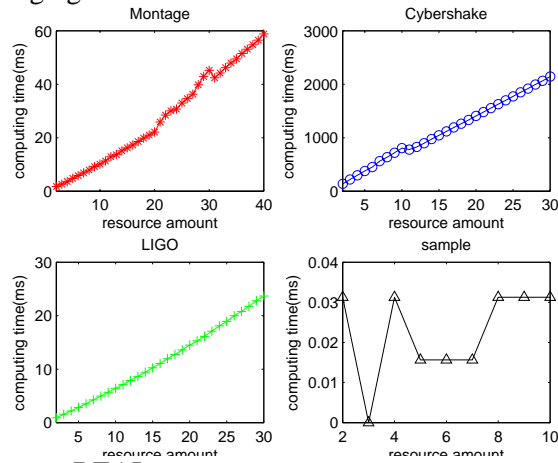 Montage
60
40
20
0
computing time(ms)
10 20 30 40
resource amount
Cybershake
3000
2000
1000
0
computing time(ms)
5 10 15 20 25 30
resource amount
LIGO
30
20
10
0
computing time(ms)
5 10 15 20 25 30
resource amount
sample
0.04
0.03
0.02
0.01
0
computing time(ms)
2 4 6 8 10